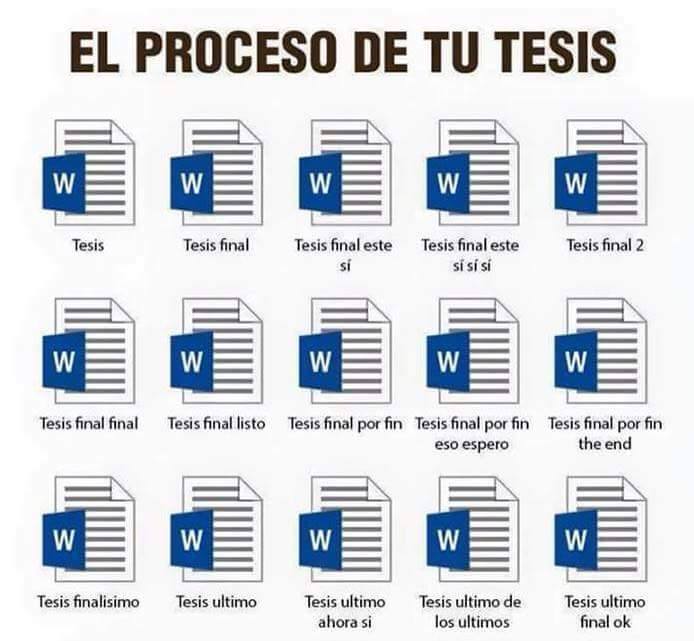 EL PROCESO DE TU TESIS
W
W
W
W
W
Tesis
Tesis final
Tesis final este
sí
Tesis final este
sí sí sí
Tesis final 2
W
W
W
W
W
Tesis final final
Tesis final listo
Tesis final por fin
Tesis final por fin
eso espero
Tesis final por fin
the end
W
W
W
W
W
Tesis finalisimo
Tesis ultimo
Tesis ultimo
ahora si
Tesis ultimo de
los ultimos
Tesis ultimo
final ok